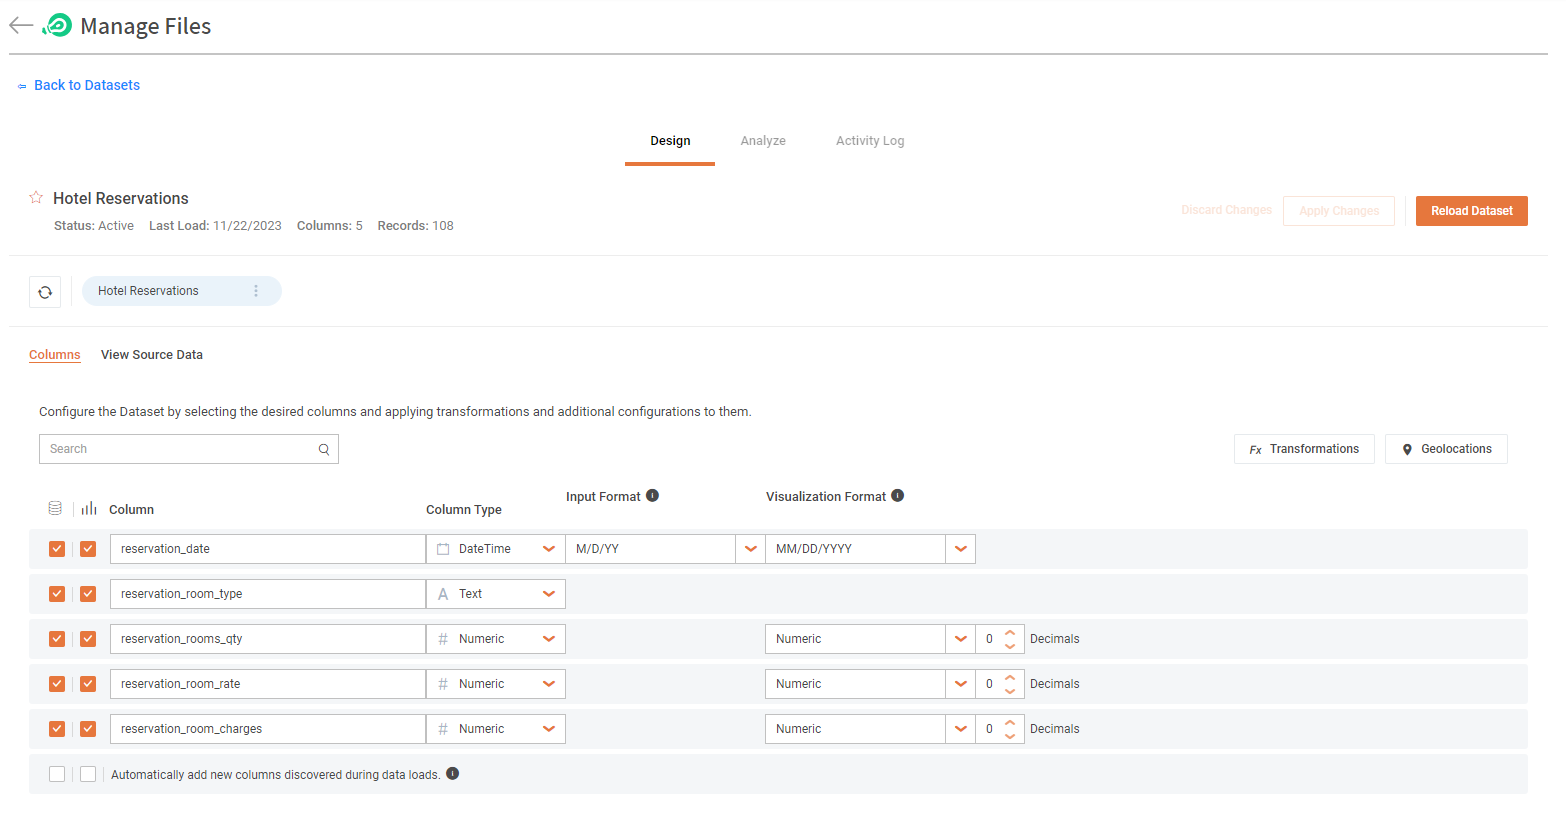 Manage Files
Back to Datasets
Design Analyze Activity Log
Hotel Reservations
Status: Active Last Load: 11/22/2023 Columns: 5 Records: 108
Discard Changes Apply Changes Reload Dataset
Hotel Reservations
Columns View Source Data
Configure the Dataset by selecting the desired columns and applying transformations and additional configurations to them.
Search
Fx Transformations Geolocations
Column Column Type Input Format Visualization Format
reservation_date DateTime M/D/YY MM/DD/YYYY
reservation_room_type A Text
reservation_rooms_qty # Numeric Numeric 0 Decimals
reservation_room_rate # Numeric Numeric 0 Decimals
reservation_room_charges # Numeric Numeric 0 Decimals
Automatically add new columns discovered during data loads.